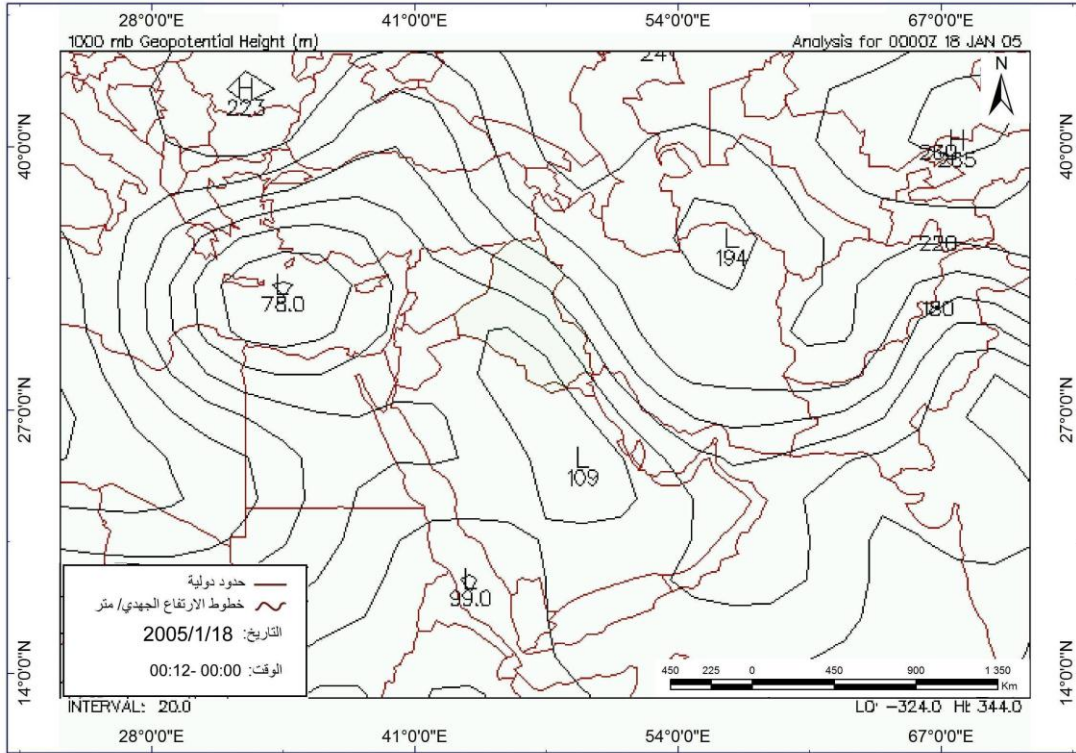 28°0'0"E 41°0'0"E 54°0'0"E 67°0'0"E
1000 mb Geopotential Height (m) Analysis for 0000Z 18 JAN 05
N
H
223
241
H
265
260
40°0'0"N 40°0'0"N
L
194
220
L
78.0
180
27°0'0"N 27°0'0"N
L
109
L
99.0
حدود دولية
خطوط الارتفاع الجهدي/ متر
التاريخ: 2005/1/18
الوقت: 00:00 -00:12
14°0'0"N 14°0'0"N
450 225 0 450 900 1 350
Km
INTERVAL: 20.0 LO: -324.0 HI: 344.0
28°0'0"E 41°0'0"E 54°0'0"E 67°0'0"E